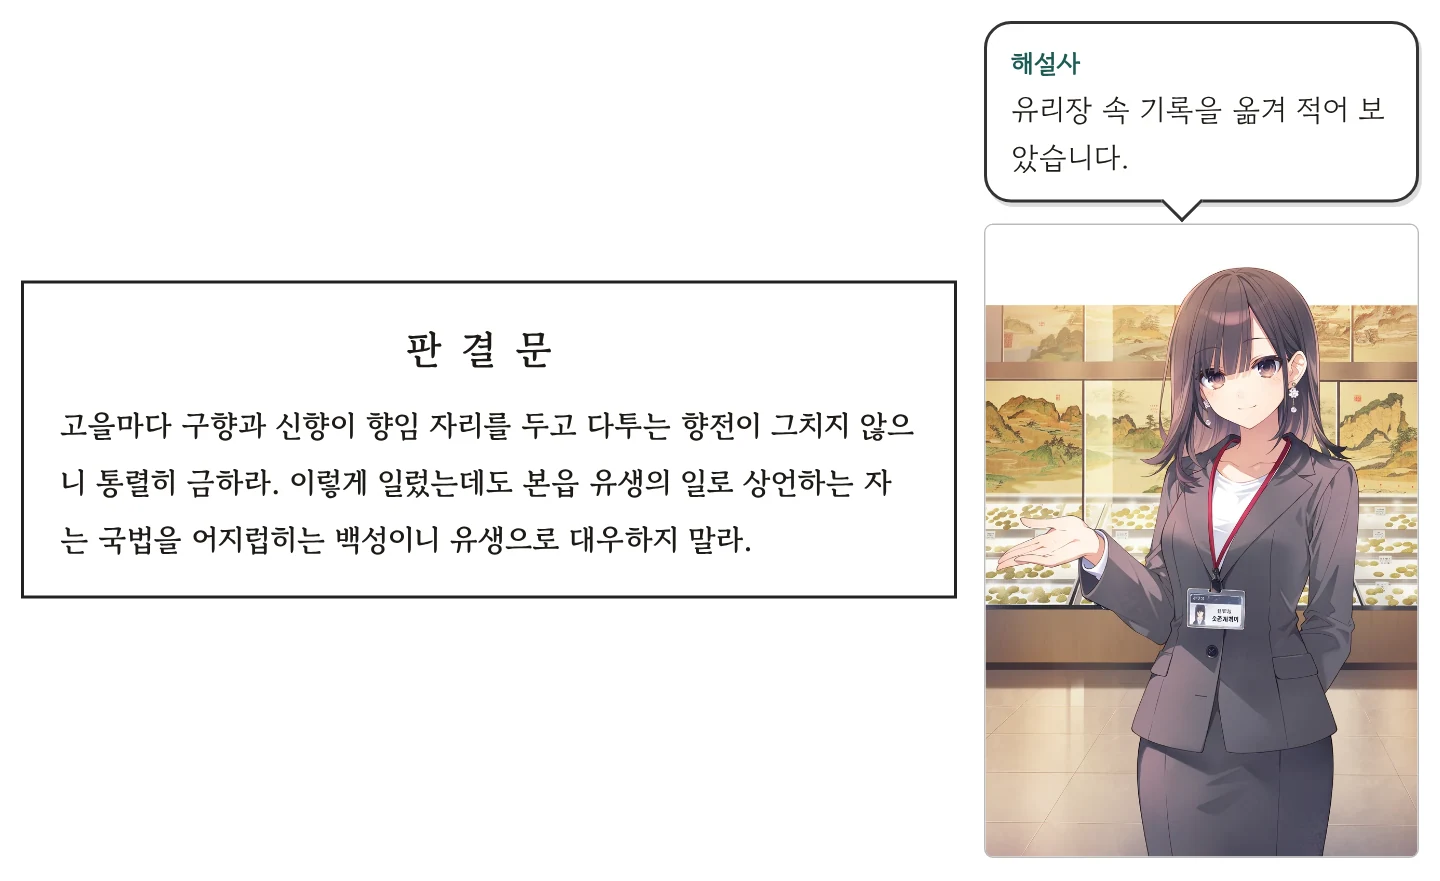 해설사
유리장 속 기록을 옮겨 적어 보
았습니다.
판 결 문
고을마다 구향과 신향이 향임 자리를 두고 다투는 향전이 그치지 않으
니 통렬히 금하라. 이렇게 일렀는데도 본읍 유생의 일로 상언하는 자
는 국법을 어지럽히는 백성이니 유생으로 대우하지 말라.